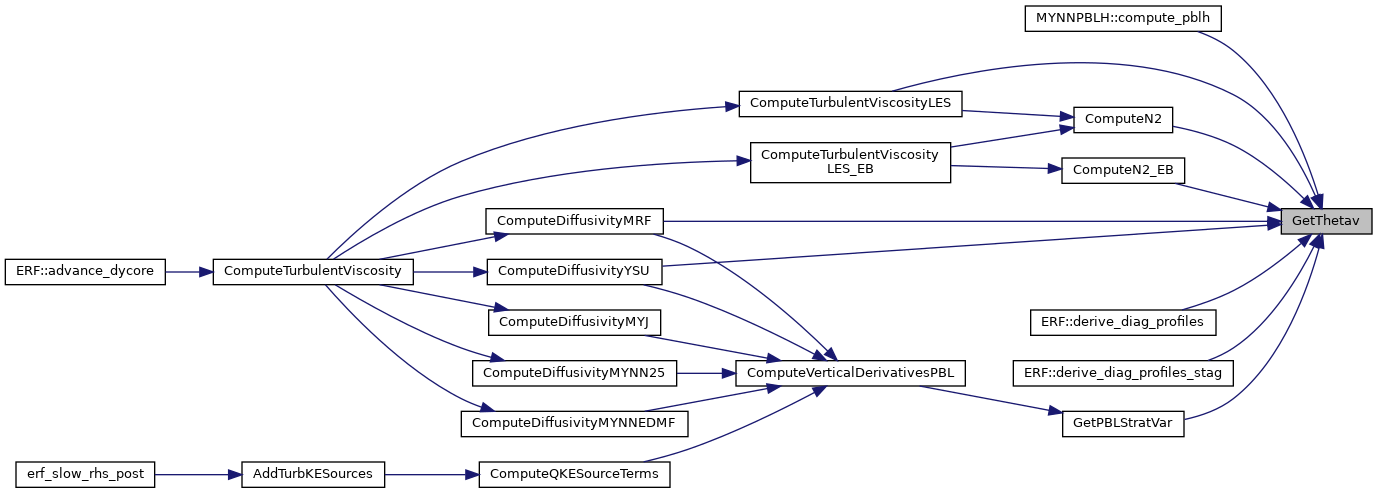 MYNNPBLH::compute_pblh
ComputeTurbulentViscosityLES
ComputeN2
ComputeTurbulentViscosity
LES_EB
ComputeN2_EB
ComputeDiffusivityMRF
GetThetav
ERF::advance_dycore
ComputeTurbulentViscosity
ComputeDiffusivityYSU
ComputeDiffusivityMYJ
ERF::derive_diag_profiles
ComputeDiffusivityMYNN25
ComputeVerticalDerivativesPBL
ERF::derive_diag_profiles_stag
ComputeDiffusivityMYNNEDMF
GetPBLStratVar
erf_slow_rhs_post
AddTurbKESources
ComputeQKESourceTerms